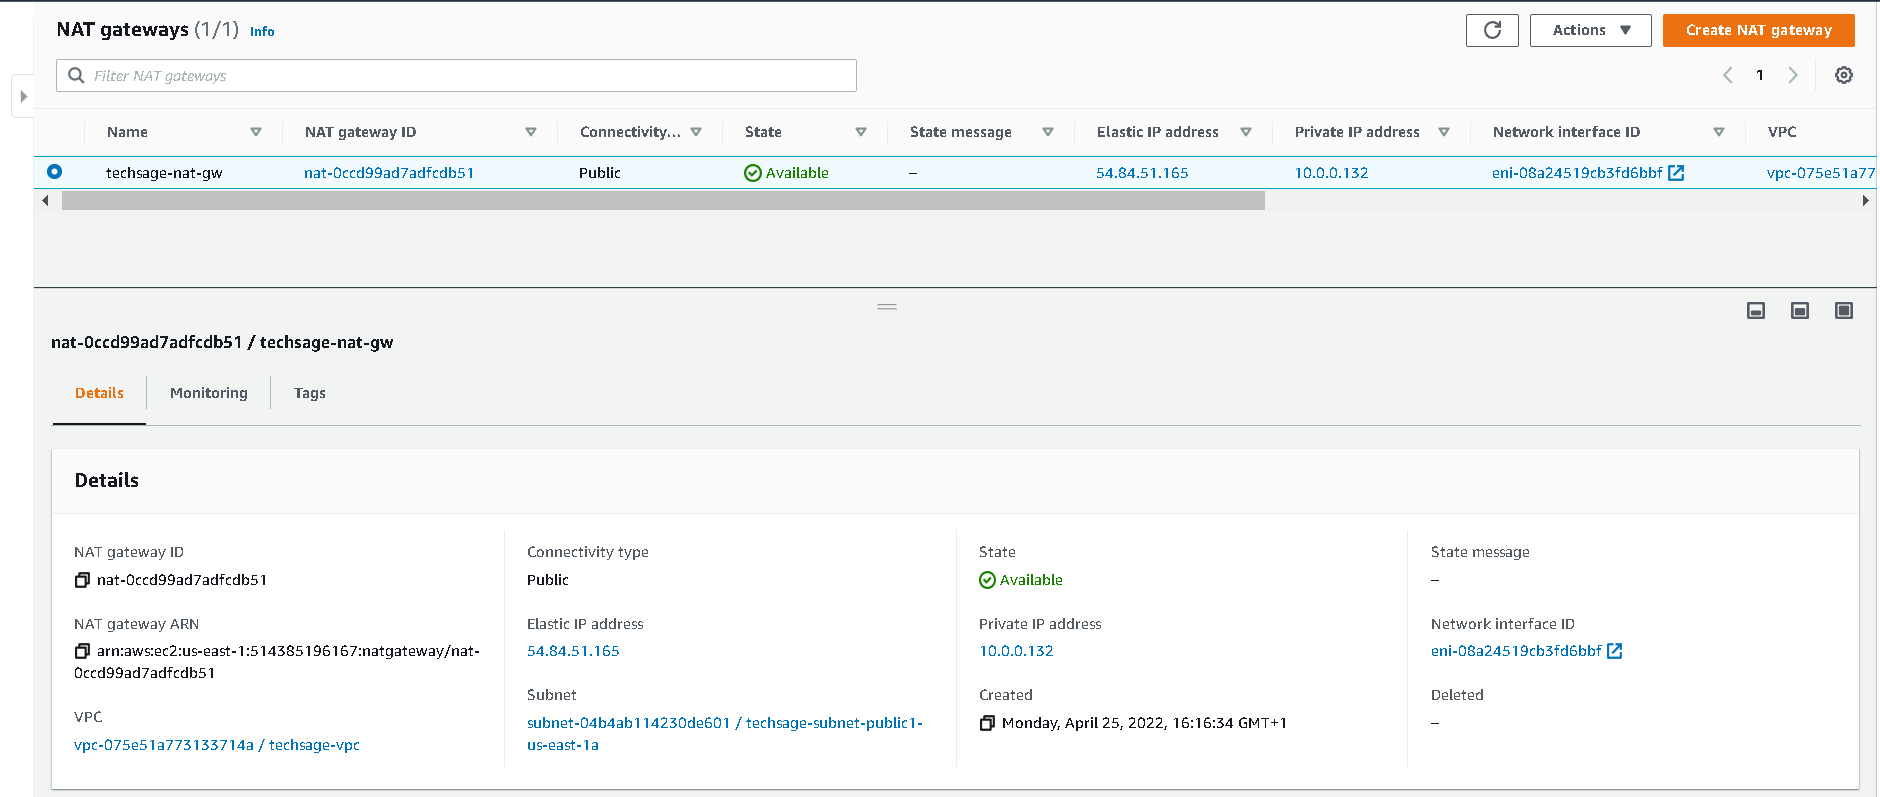 NAT gateways (1/1) Info
Actions
Create NAT gateway
Filter NAT gateways
1
Name NAT gateway ID Connectivity... State State message Elastic IP address Private IP address Network interface ID VPC
techsage-nat-gw nat-0ccd99ad7adfcdb51 Public Available – 54.84.51.165 10.0.0.132 eni-08a24519cb3fd6bbf vpc-075e51a77
nat-0ccd99ad7adfcdb51 / techsage-nat-gw
Details Monitoring Tags
Details
NAT gateway ID
nat-0ccd99ad7adfcdb51
NAT gateway ARN
arn:aws:ec2:us-east-1:514385196167:natgateway/nat-
0ccd99ad7adfcdb51
VPC
vpc-075e51a773133714a / techsage-vpc
Connectivity type
Public
Elastic IP address
54.84.51.165
Subnet
subnet-04b4ab114230de601 / techsage-subnet-public1-
us-east-1a
State
Available
Private IP address
10.0.0.132
Created
Monday, April 25, 2022, 16:16:34 GMT+1
State message
–
Network interface ID
eni-08a24519cb3fd6bbf
Deleted
–